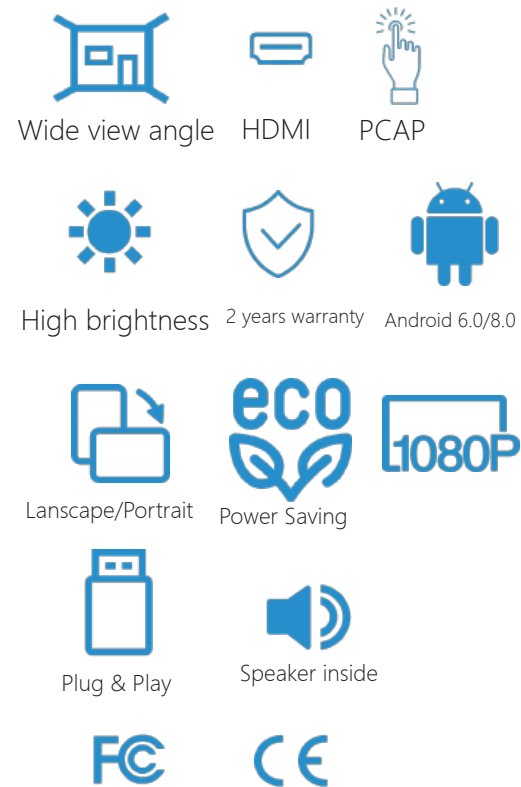 Wide view angle HDMI PCAP
High brightness 2 years warranty Android 6.0/8.0
eco
1080P
Lanscape/Portrait Power Saving
Plug & Play Speaker inside
FC CE